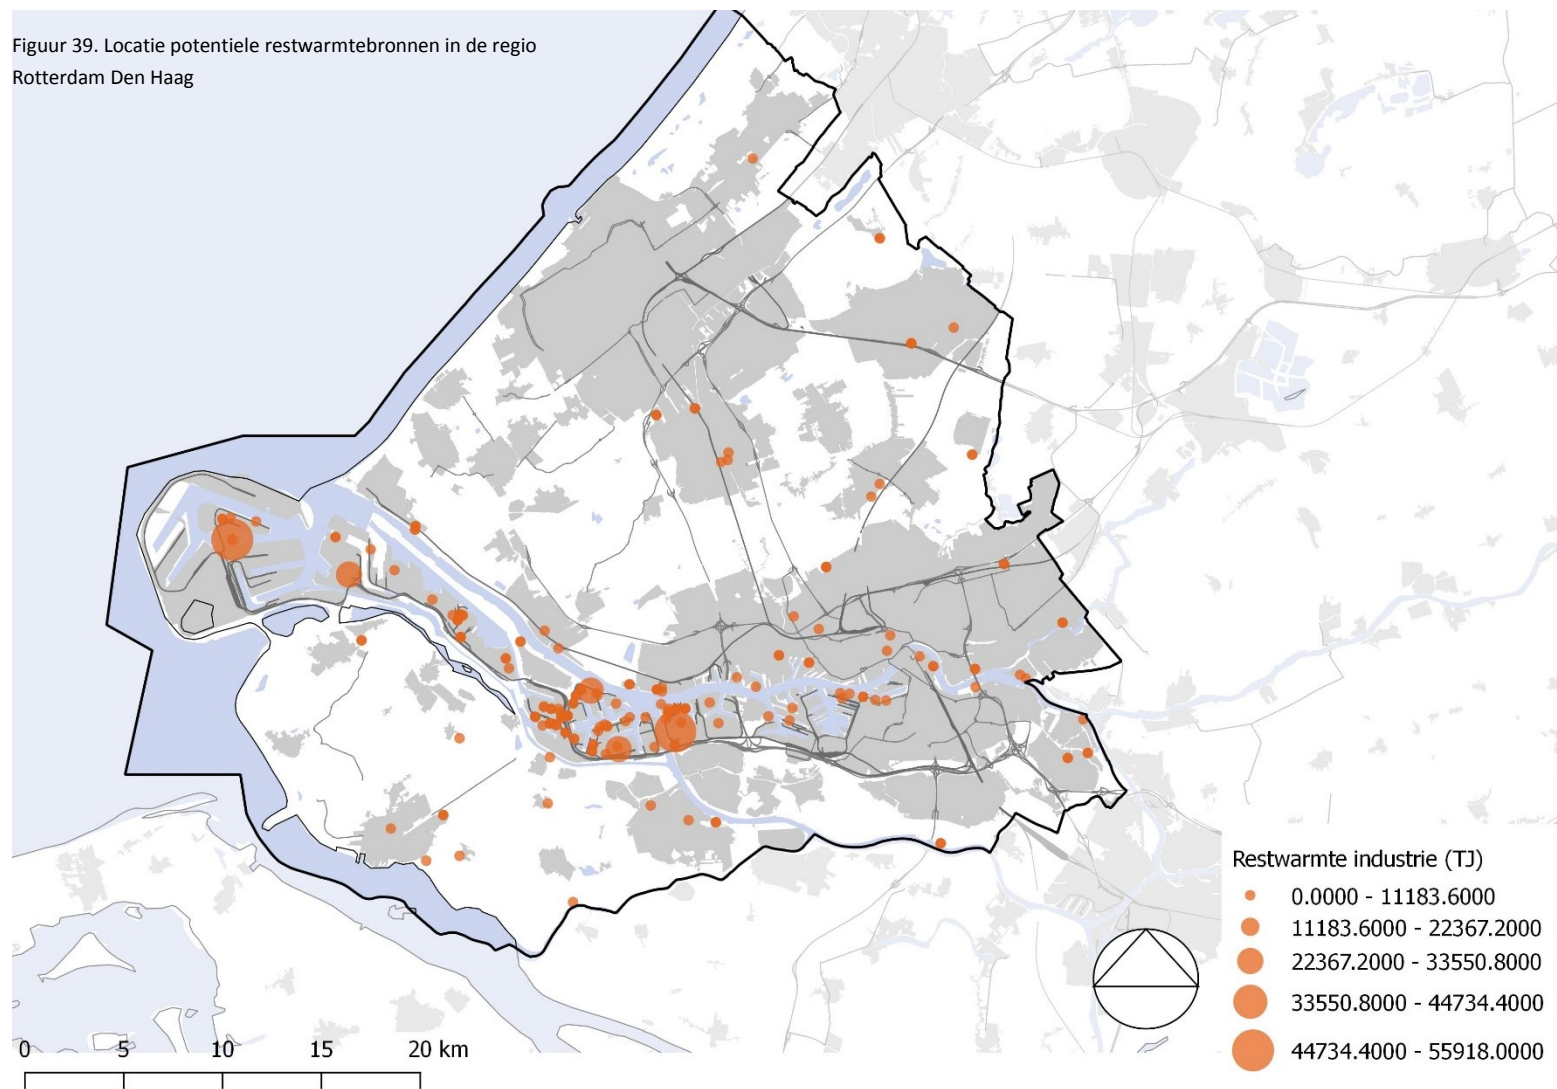 Figuur 39. Locatie potentiele restwarmtebronnen in de regio
Rotterdam Den Haag
Restwarmte industrie (TJ)
0.0000 - 11183.6000
11183.6000 - 22367.2000
22367.2000 - 33550.8000
33550.8000 - 44734.4000
44734.4000 - 55918.0000
0 5 10 15 20 km